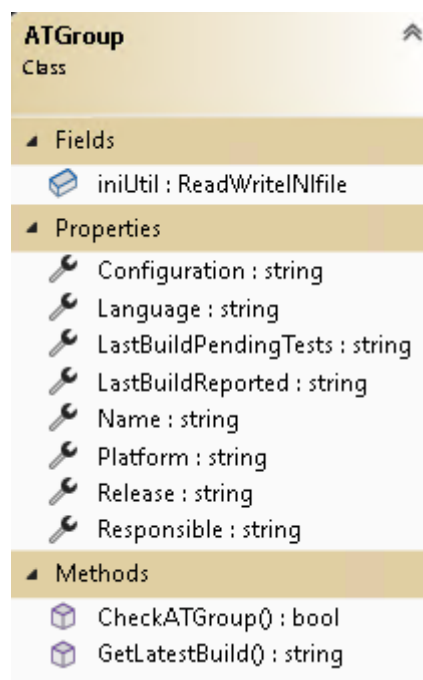 ATGroup
Class
Fields
iniUtil : ReadWriteINIfile
Properties
Configuration : string
Language : string
LastBuildPendingTests : string
LastBuildReported : string
Name : string
Platform : string
Release : string
Responsible : string
Methods
CheckATGroup() : bool
GetLatestBuild() : string